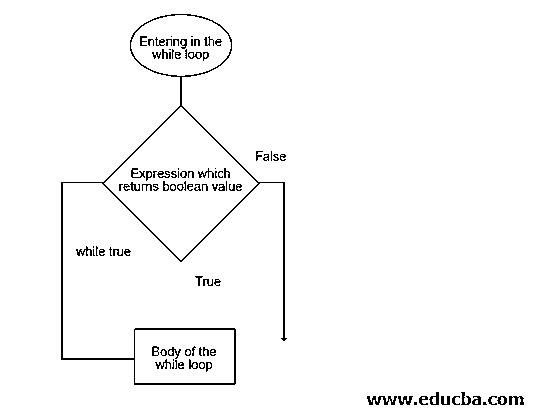 Entering in the
while loop
False
Expression which
returns boolean value
while true
True
Body of the
while loop
www.educba.com